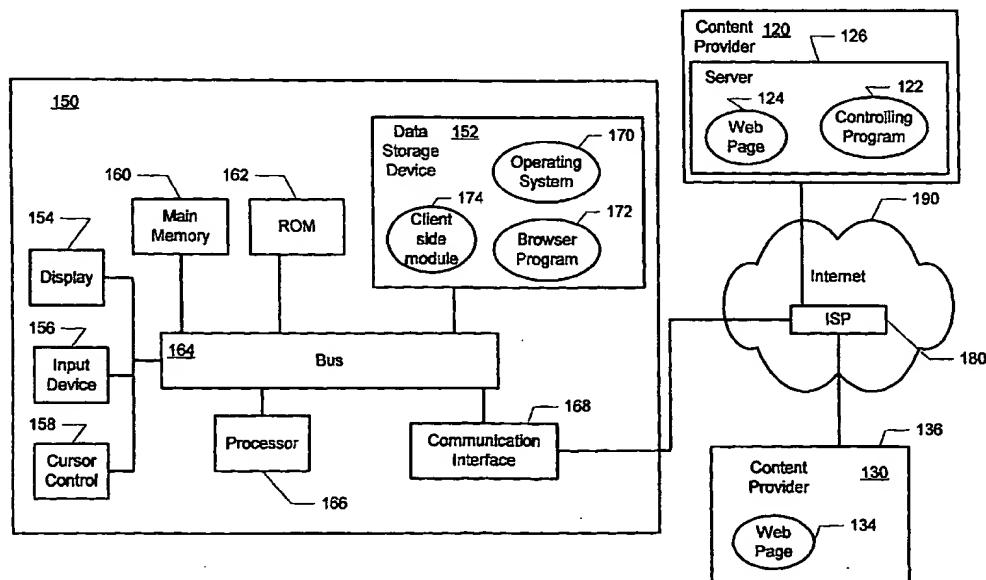 Content 120
Provider
126
Server
124
122
Web
Page
Controlling
Program
150
Data 152
Storage
Device
170
Operating
System
174
Client
side
module
172
Browser
Program
160
Main
Memory
162
ROM
154
Display
156
Input
Device
158
Cursor
Control
164
Bus
Processor
166
168
Communication
Interface
190
Internet
ISP
180
136
Content 130
Provider
Web
Page
134